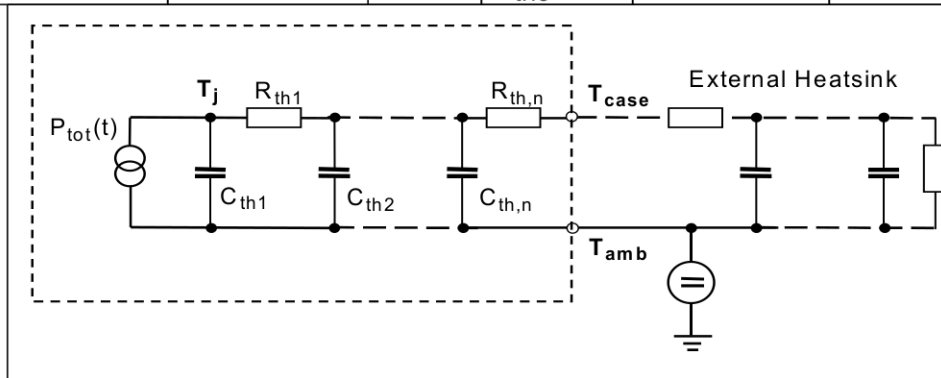 External Heatsink
T_j
R_th1
R_th,n
T_case
P_tot(t)
C_th1
C_th2
C_th,n
T_amb